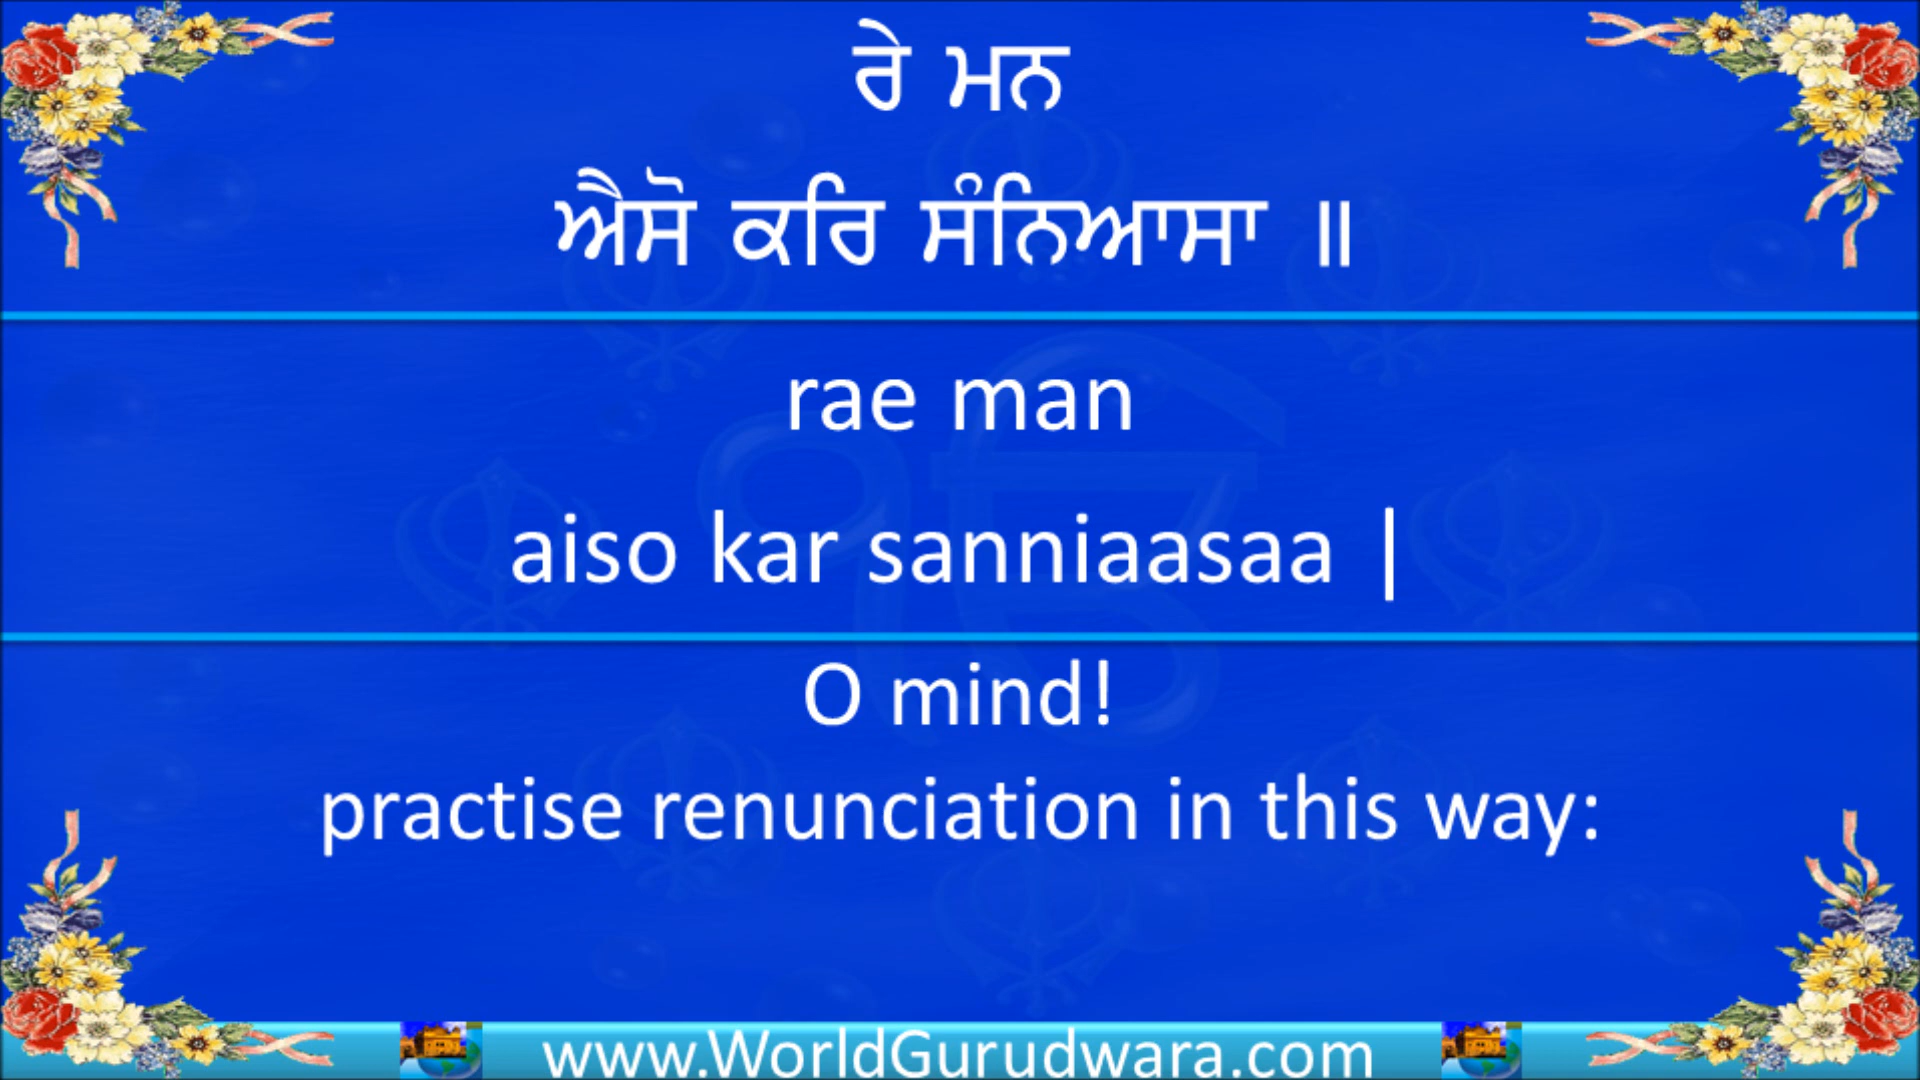 ਰੇ ਮਨ
ਐਸੋ ਕਰਿ ਸੰਨਿਆਸਾ ॥
rae man
aiso kar sanniaasaa |
O mind!
practise renunciation in this way:
www.WorldGurudwara.com